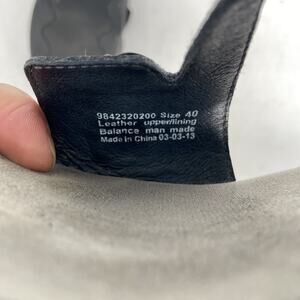 9842320200 Size 40
Leather upper/lining
Balance man made
Made in China 03-03-13